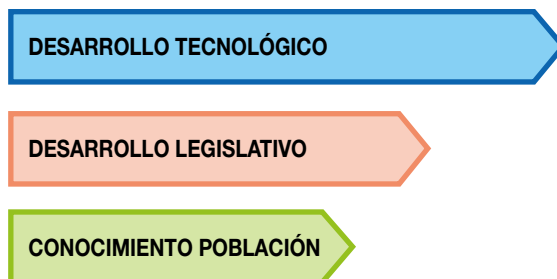 DESARROLLO TECNOLÓGICO
DESARROLLO LEGISLATIVO
CONOCIMIENTO POBLACIÓN